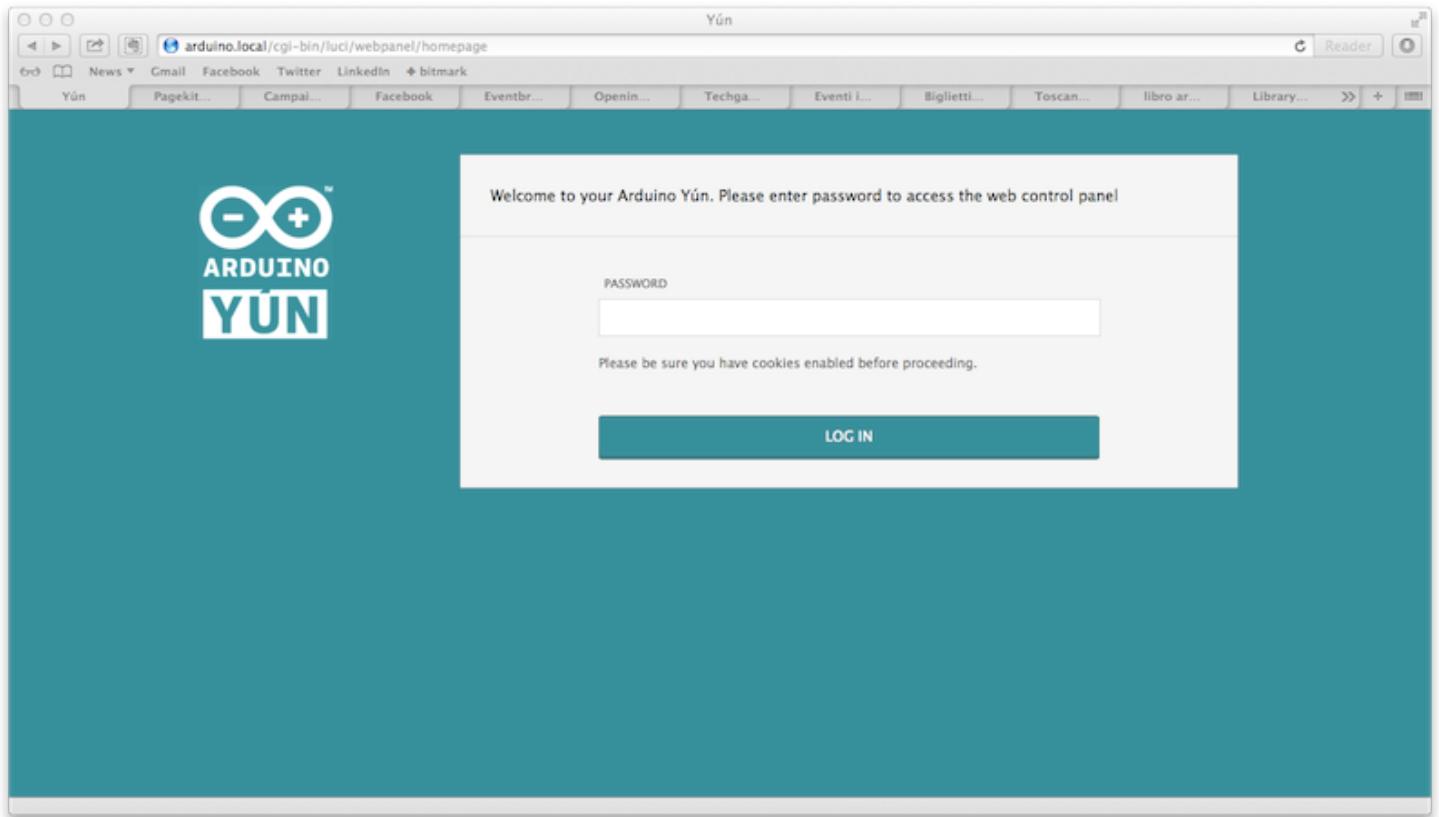 Yún
arduino.local/cgi-bin/luci/webpanel/homepage
Reader
News Gmail Facebook Twitter LinkedIn + bitmark
Yún Pagekit... Campai... Facebook Eventbr... Openin... Techga... Eventi i... Biglietti... Toscan... libro ar... Library...
Welcome to your Arduino Yún. Please enter password to access the web control panel
TM
ARDUINO
YÚN
PASSWORD
Please be sure you have cookies enabled before proceeding.
LOG IN